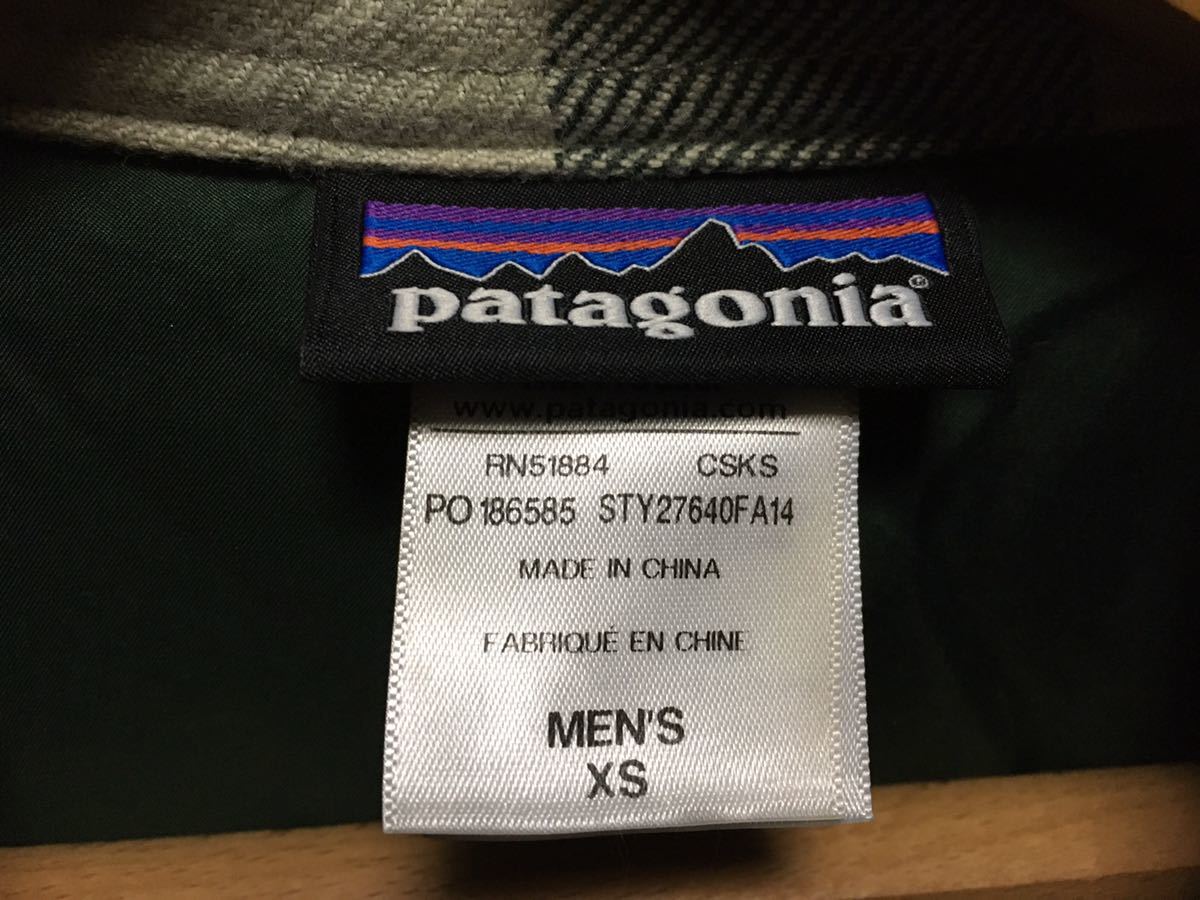 patagonia®
www.patagonia.com
RN51884 CSKS
PO 186585 STY27640FA14
MADE IN CHINA
FABRIQUÉ EN CHINE
MEN'S
XS